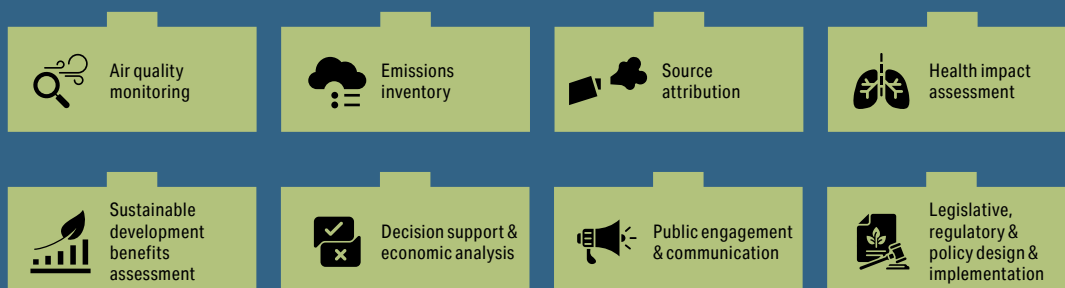 Air quality
monitoring
Emissions
inventory
Source
attribution
Health impact
assessment
Sustainable
development
benefits
assessment
Decision support &
economic analysis
Public engagement
& communication
Legislative,
regulatory &
policy design &
implementation